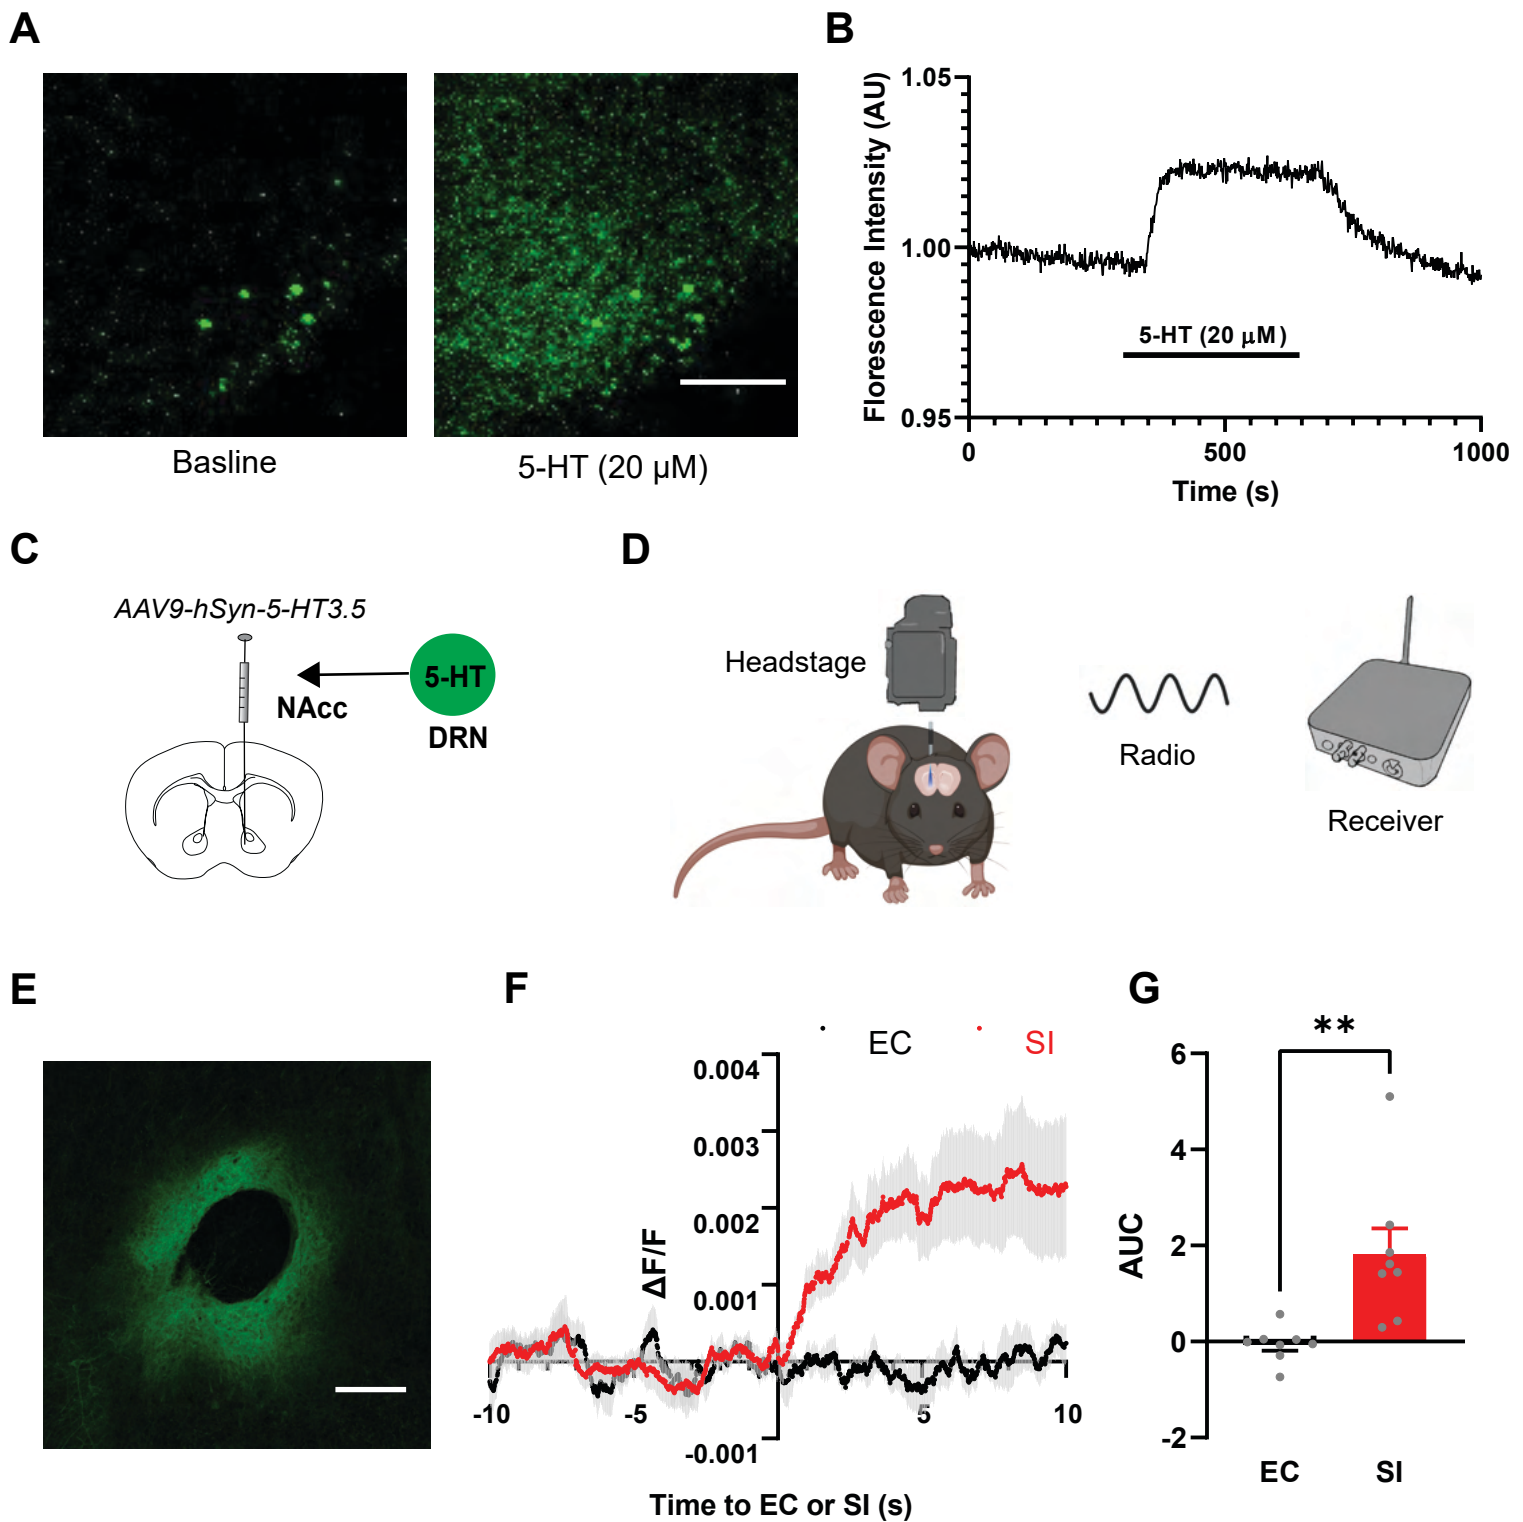 A
B
Basline
5-HT (20 μM)
Florescence Intensity (AU)
1.05
1.00
0.95
5-HT (20 μM)
0
500
1000
Time (s)
C
D
AAV9-hSyn-5-HT3.5
5-HT
NAcc
DRN
Headstage
Radio
Receiver
E
F
G
EC
SI
ΔF/F
0.004
0.003
0.002
0.001
-0.001
-10
-5
5
10
Time to EC or SI (s)
**
AUC
6
4
2
0
-2
EC
SI